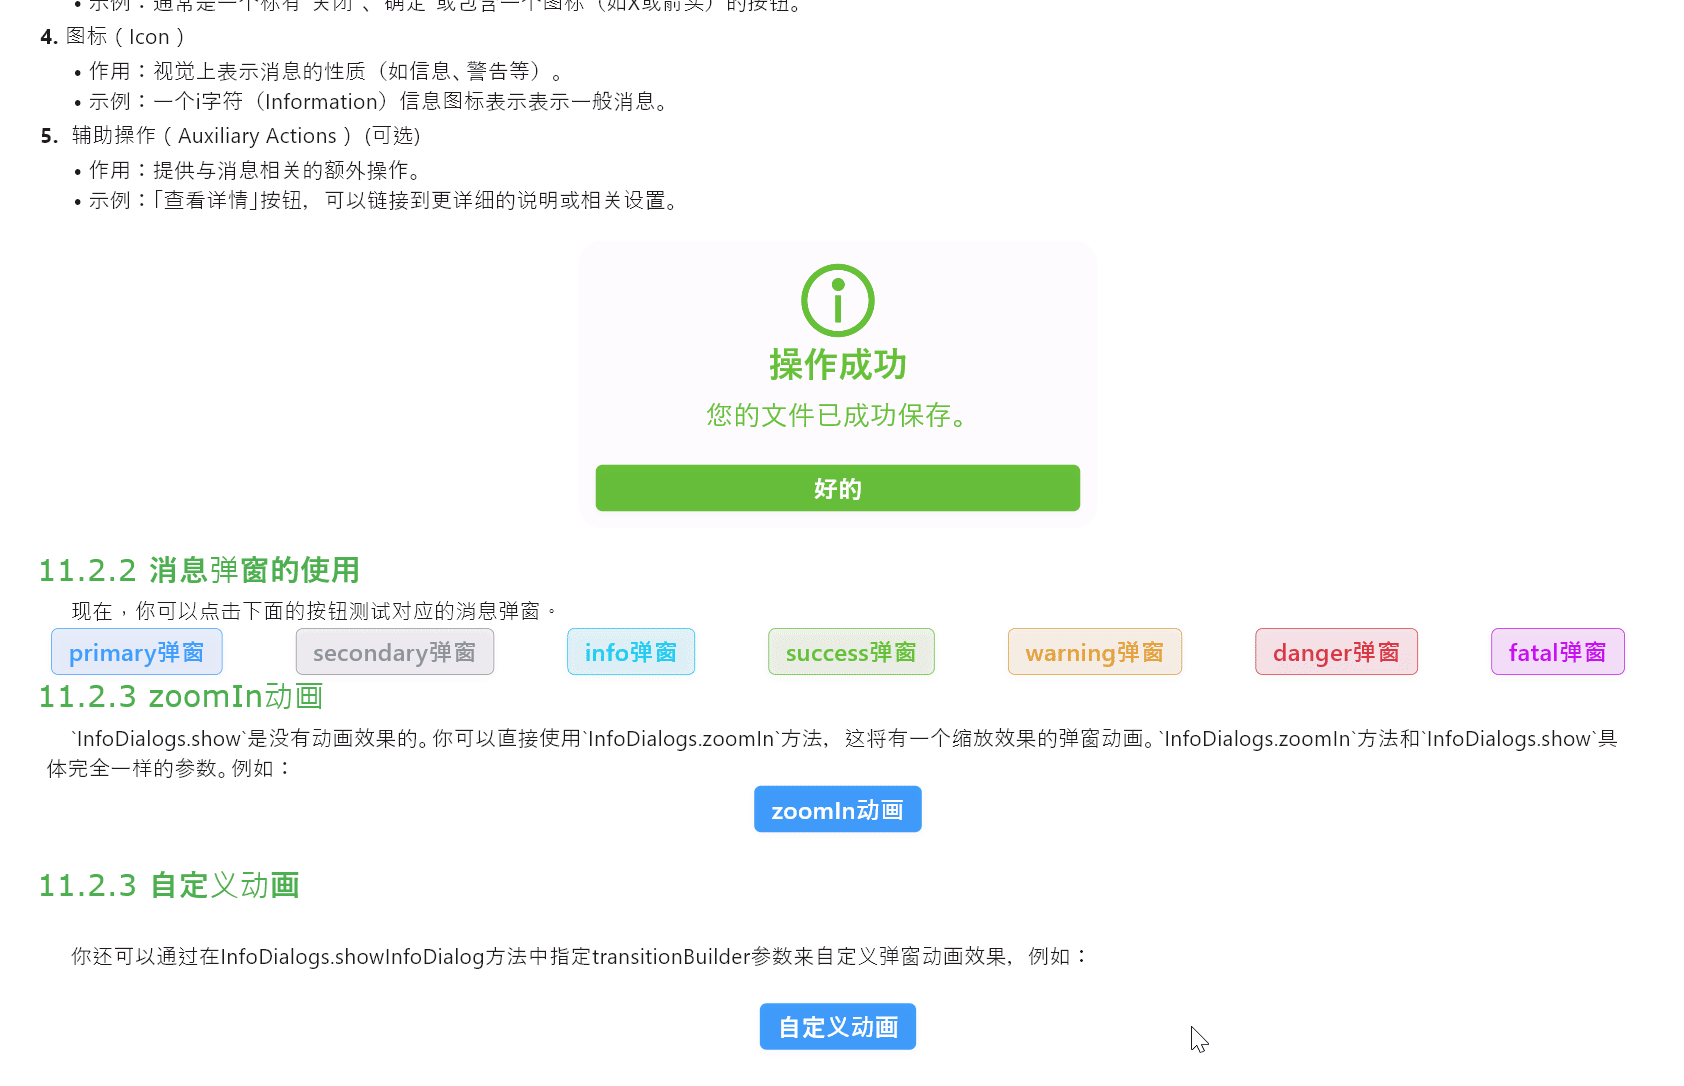 • 示例：通常是一个标有"关闭"、"确定"或包含一个图标（如X或箭头）的按钮。
4. 图标 ( Icon )
• 作用：视觉上表示消息的性质（如信息、警告等）。
• 示例：一个i字符（Information）信息图标表示表示一般消息。
5. 辅助操作 ( Auxiliary Actions ) (可选)
• 作用：提供与消息相关的额外操作。
• 示例：「查看详情」按钮，可以链接到更详细的说明或相关设置。
操作成功
您的文件已成功保存。
好的
11.2.2 消息弹窗的使用
现在，你可以点击下面的按钮测试对应的消息弹窗。
primary弹窗 secondary弹窗 info弹窗 success弹窗 warning弹窗 danger弹窗 fatal弹窗
11.2.3 zoomIn动画
`InfoDialogs.show`是没有动画效果的。你可以直接使用`InfoDialogs.zoomIn`方法，这将有一个缩放效果的弹窗动画。`InfoDialogs.zoomIn`方法和`InfoDialogs.show`具
体完全一样的参数。例如：
zoomIn动画
11.2.3 自定义动画
你还可以通过在InfoDialogs.showInfoDialog方法中指定transitionBuilder参数来自定义弹窗动画效果，例如：
自定义动画